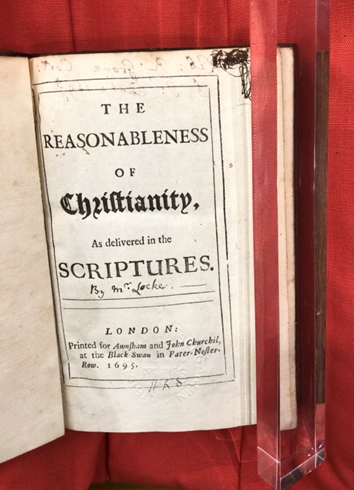 THE
REASONABLENESS
OF
Chriſtianity,
As delivered in the
SCRIPTURES.
By Mr. Locke.
LONDON:
Printed for Awnſham and John Churchil,
at the Black Swan in Pater-Noſter-
Row. 1695.